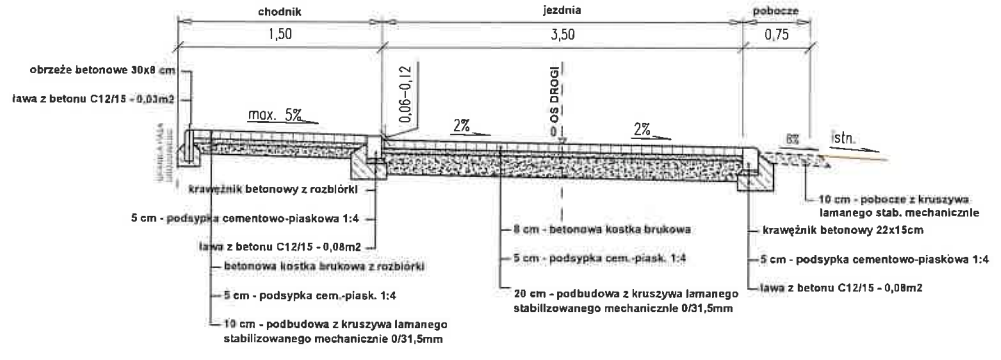 chodnik
jezdnia
pobocze
1,50
3,50
0,75
obrzeże betonowe 30x8 cm
ława z betonu C12/15 - 0,03m2
max. 5%
0,06-0,12
2%
0 OŚ DROGI
2%
8%
istn.
10 cm - pobocze z kruszywa
łamanego stab. mechanicznie
krawężnik betonowy z rozbiórki
5 cm - podsypka cementowo-piaskowa 1:4
ława z betonu C12/15 - 0,08m2
betonowa kostka brukowa z rozbiórki
5 cm - podsypka cem.-piask. 1:4
10 cm - podbudowa z kruszywa łamanego
stabilizowanego mechanicznie 0/31,5mm
8 cm - betonowa kostka brukowa
5 cm - podsypka cem.-piask. 1:4
20 cm - podbudowa z kruszywa łamanego
stabilizowanego mechanicznie 0/31,5mm
krawężnik betonowy 22x15cm
5 cm - podsypka cementowo-piaskowa 1:4
ława z betonu C12/15 - 0,08m2